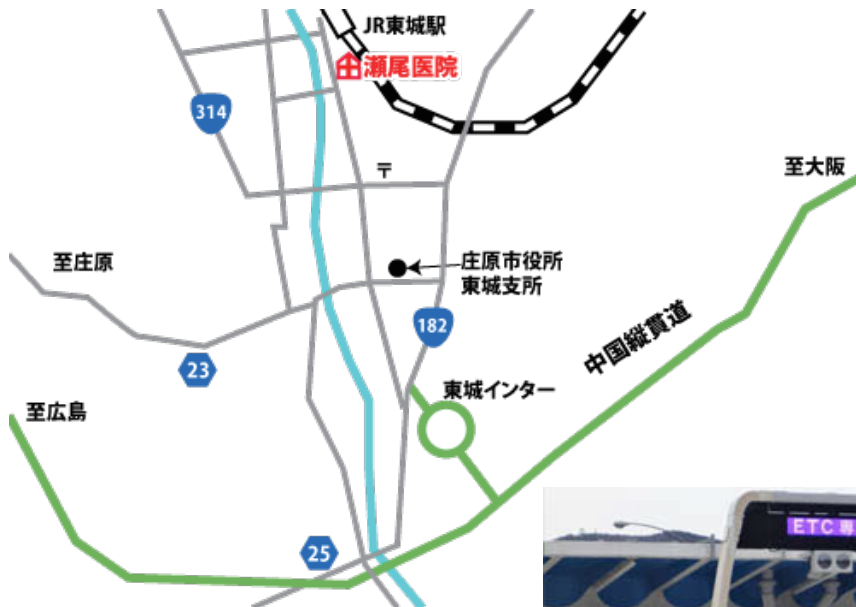 JR東城駅
瀬尾医院
314
〒
至大阪
至庄原
庄原市役所
東城支所
182
中国縦貫道
23
東城インター
至広島
25
ETC 専